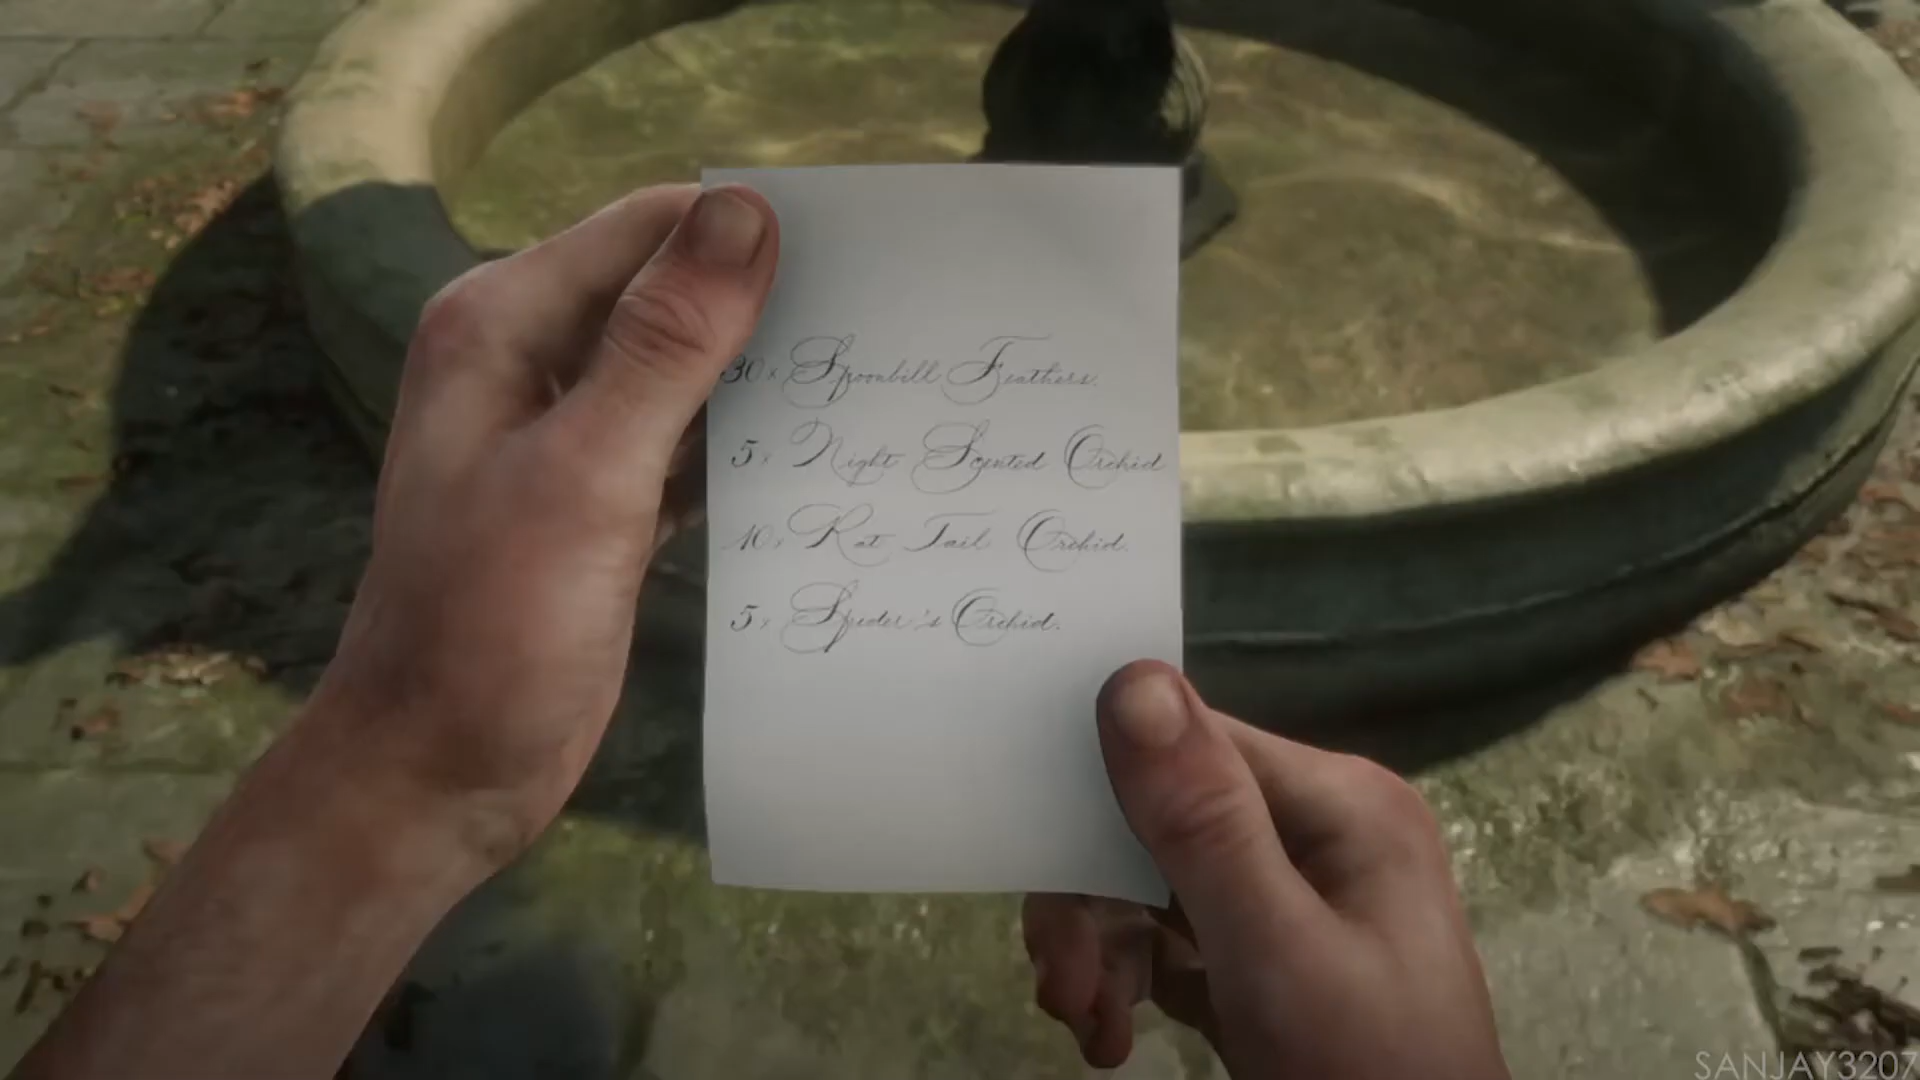 30x Spoonbill Feathers.
5x Night Scented Orchid
10x Rat Tail Orchid.
5x Spider's Orchid.
SANJAY3207